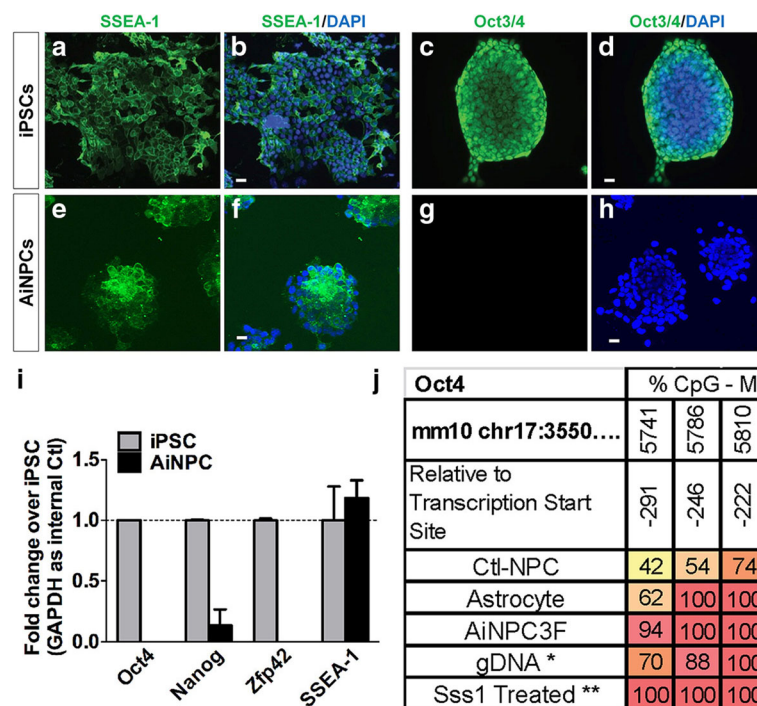 SSEA-1 SSEA-1/DAPI Oct3/4 Oct3/4/DAPI
iPSCs
a b c d
AiNPCs
e f g h
i
iPSC
AiNPC
Fold change over iPSC
(GAPDH as internal Ctl)
1.5
1.0
0.5
0.0
Oct4 Nanog Zfp42 SSEA-1
j
Oct4 % CpG - M
mm10 chr17:3550.... 5741 5786 5810
Relative to
Transcription Start
Site
-291 -246 -222
Ctl-NPC 42 54 74
Astrocyte 62 100 100
AiNPC3F 94 100 100
gDNA * 70 88 100
Sss1 Treated ** 100 100 100